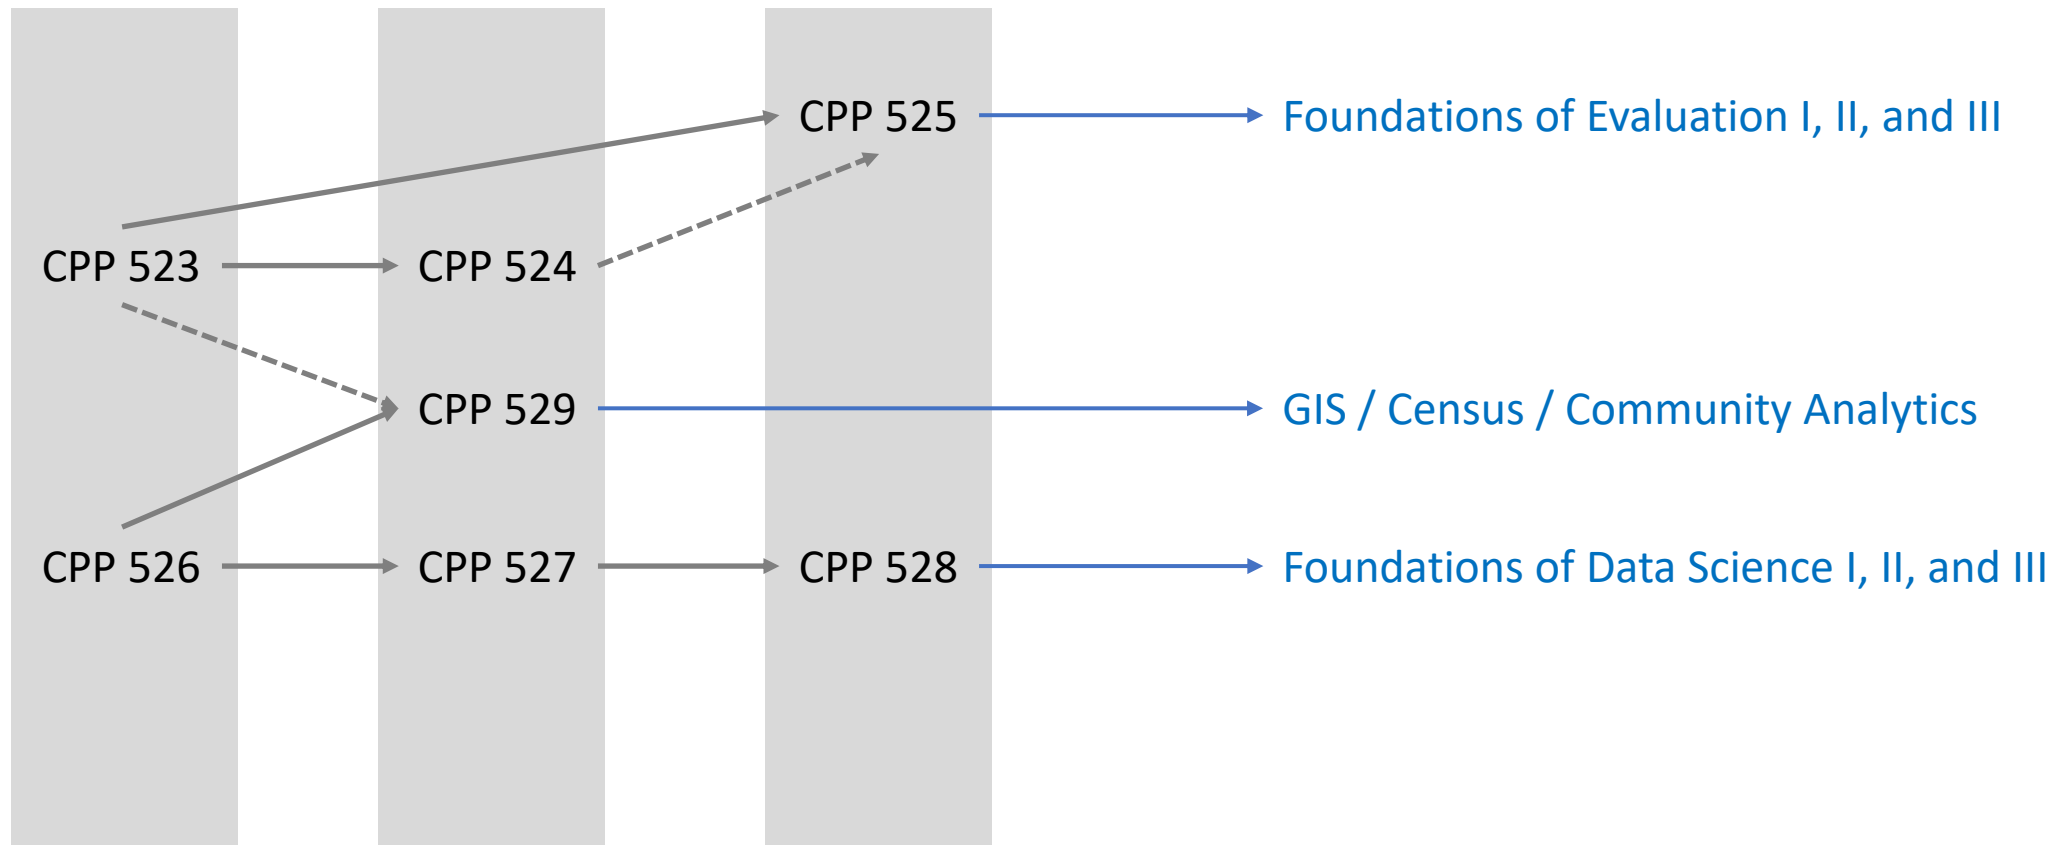 CPP 525
Foundations of Evaluation I, II, and III
CPP 523
CPP 524
CPP 529
GIS / Census / Community Analytics
CPP 526
CPP 527
CPP 528
Foundations of Data Science I, II, and III